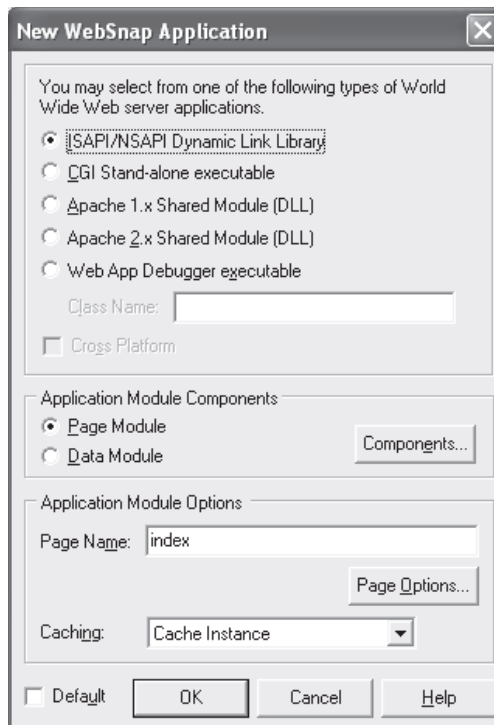 New WebSnap Application
You may select from one of the following types of World
Wide Web server applications.
ISAPI/NSAPI Dynamic Link Library
CGI Stand-alone executable
Apache 1.x Shared Module (DLL)
Apache 2.x Shared Module (DLL)
Web App Debugger executable
Class Name:
Cross Platform
Application Module Components
Page Module
Data Module
Components...
Application Module Options
Page Name: index
Page Options...
Caching: Cache Instance
Default OK Cancel Help